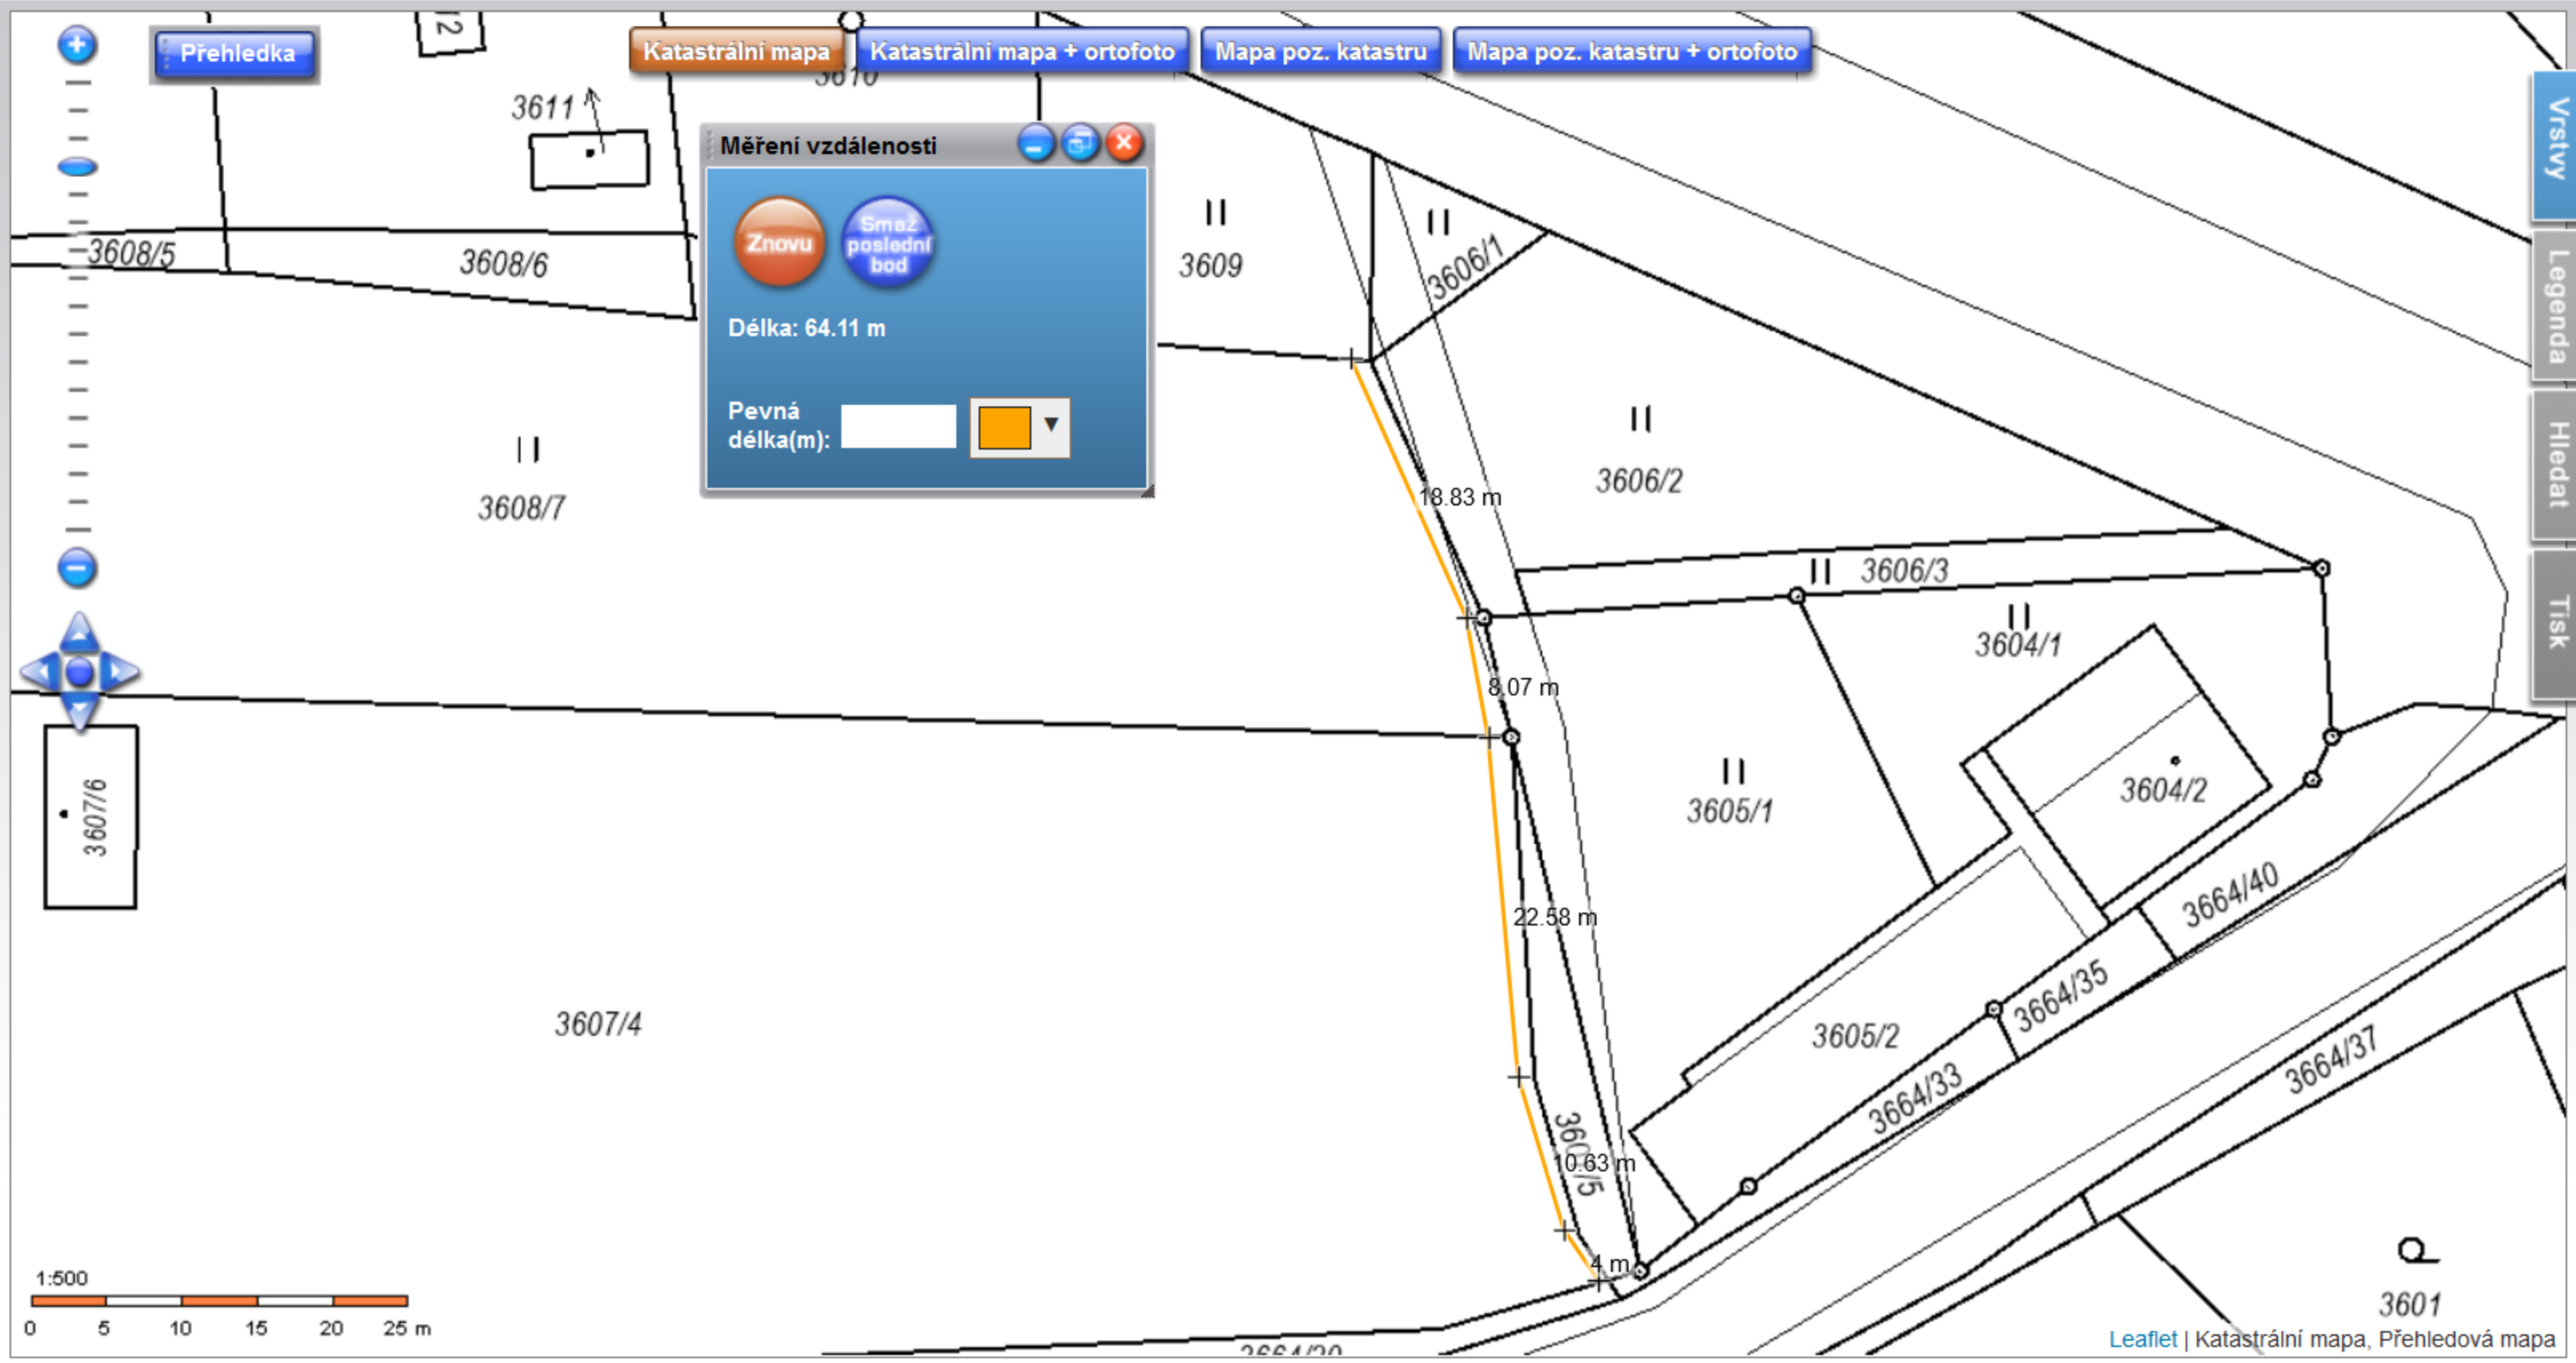 Přehledka
Katastrální mapa
Katastrální mapa + ortofoto
Mapa poz. katastru
Mapa poz. katastru + ortofoto
3610
3611
Vrstvy
Legenda
Hledat
Tisk
Měření vzdálenosti
Znovu
Smaž
poslední
bod
Délka: 64.11 m
Pevná
délka(m):
3609
3606/1
3608/5
3608/6
3608/7
3606/2
18.83 m
3606/3
3604/1
8.07 m
3604/2
3605/1
3607/6
3664/40
22.58 m
3664/35
3607/4
3605/2
3664/37
3664/33
10.63 m
4 m
1:500
0 5 10 15 20 25 m
3601
Leaflet | Katastrální mapa, Přehledová mapa